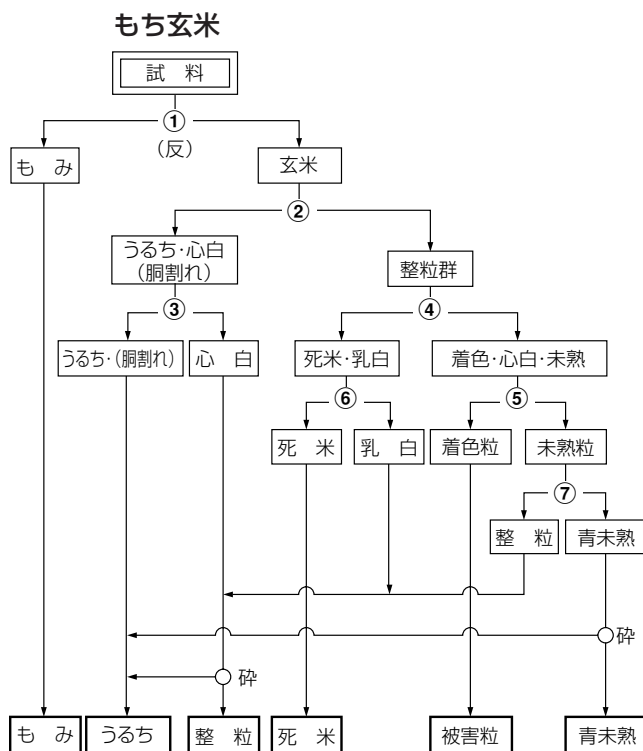 もち玄米
試 料
①
(反)
も み
玄米
②
うるち・心白
(胴割れ)
整粒群
③
④
うるち・(胴割れ)
心 白
死米・乳白
着色・心白・未熟
⑥
⑤
死 米
乳 白
着色粒
未熟粒
⑦
整 粒
青未熟
砕
砕
も み
うるち
整 粒
死 米
被害粒
青未熟